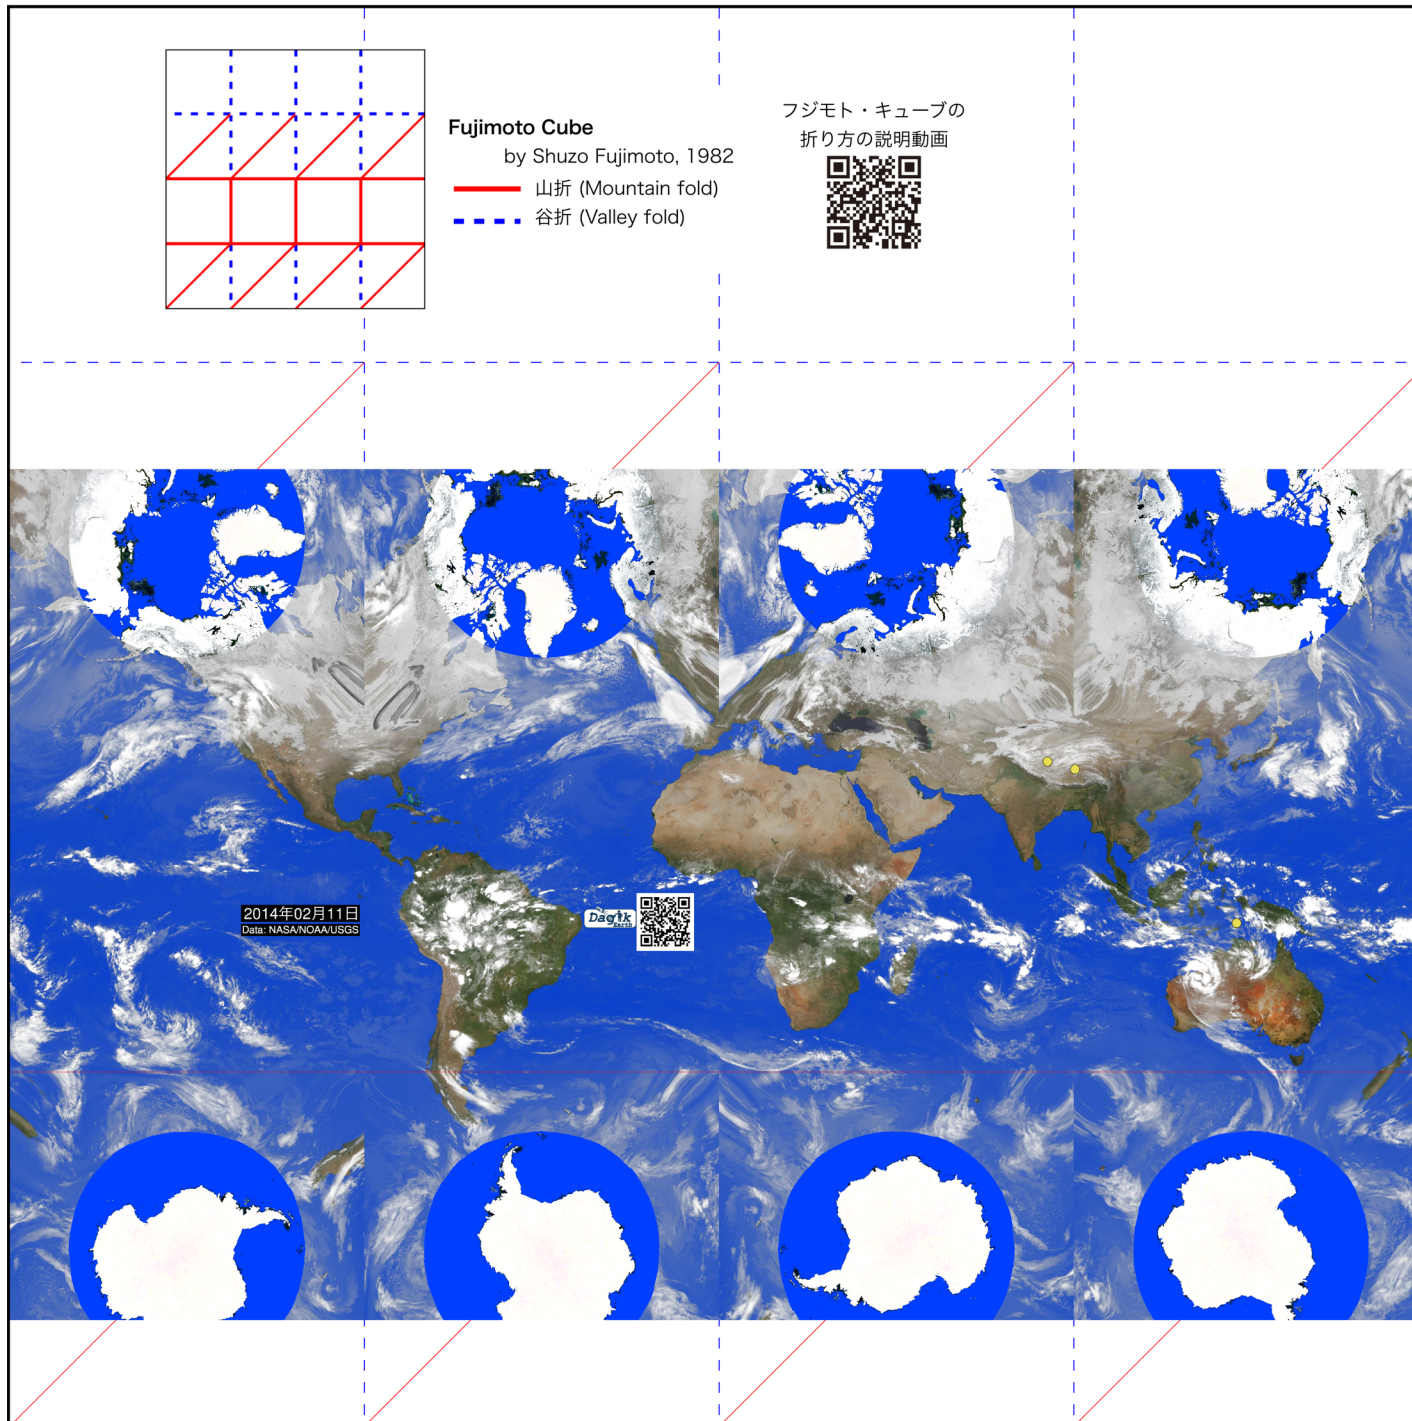 Fujimoto Cube
by Shuzo Fujimoto, 1982
山折 (Mountain fold)
谷折 (Valley fold)
フジモト・キューブの
折り方の説明動画
2014年02月11日
Data: NASA/NOAA/USGS
Dagik
Earth